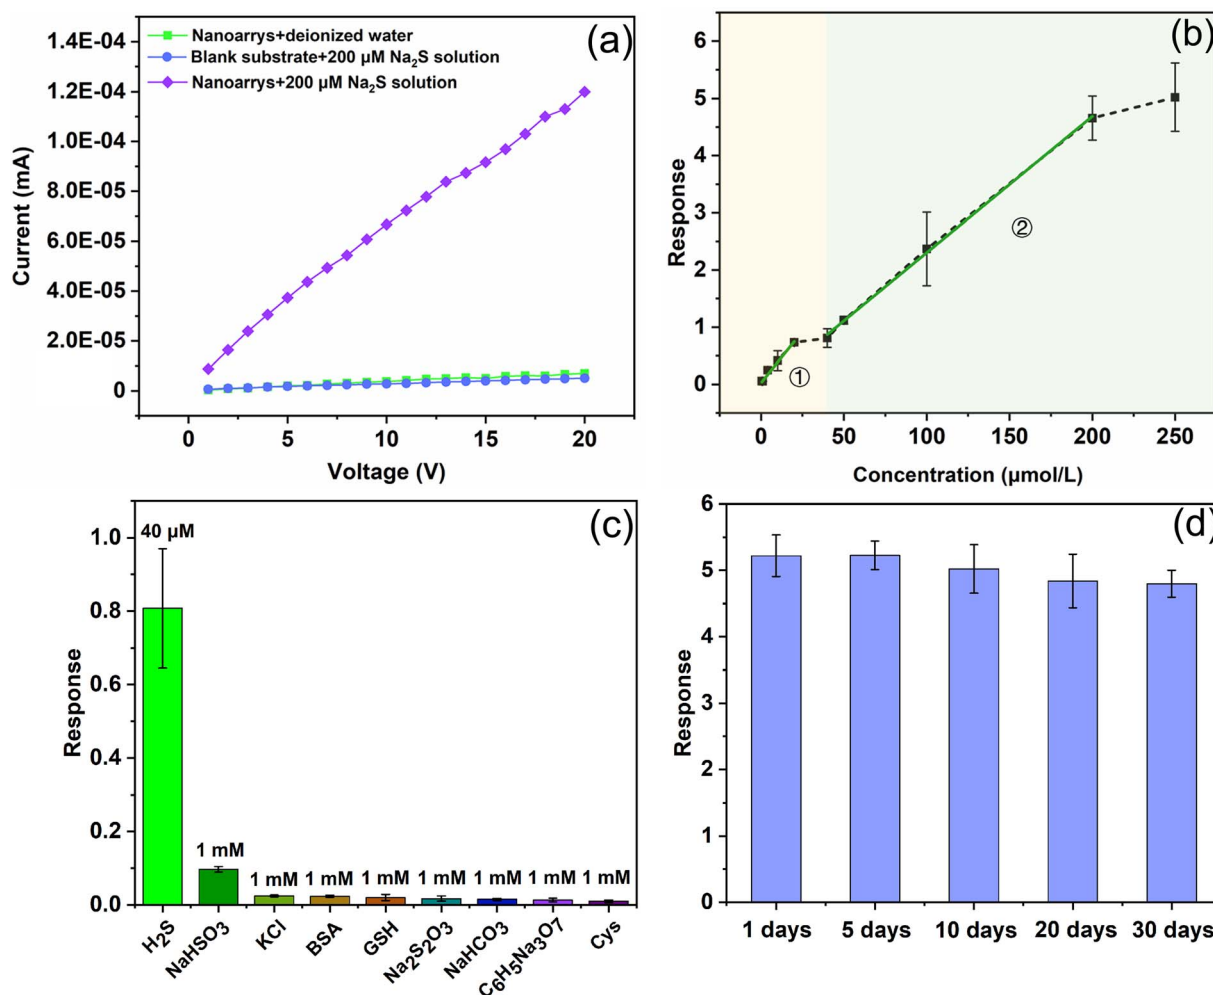 (a)
Nanoarrys+deionized water
Blank substrate+200 μM Na₂S solution
Nanoarrys+200 μM Na₂S solution
1.4E-04
1.2E-04
1.0E-04
8.0E-05
6.0E-05
4.0E-05
2.0E-05
0
Current (mA)
0 5 10 15 20
Voltage (V)
(b)
6
5
4
3
2
1
0
Response
①
②
0 50 100 150 200 250
Concentration (μmol/L)
(c)
1.0
0.8
0.6
0.4
0.2
0.0
Response
40 μM
1 mM
1 mM
1 mM
1 mM
1 mM
1 mM
1 mM
1 mM
H₂S
NaHSO₃
KCl
BSA
GSH
Na₂S₂O₃
NaHCO₃
C₆H₅Na₃O7
Cys
(d)
6
5
4
3
2
1
0
Response
1 days 5 days 10 days 20 days 30 days